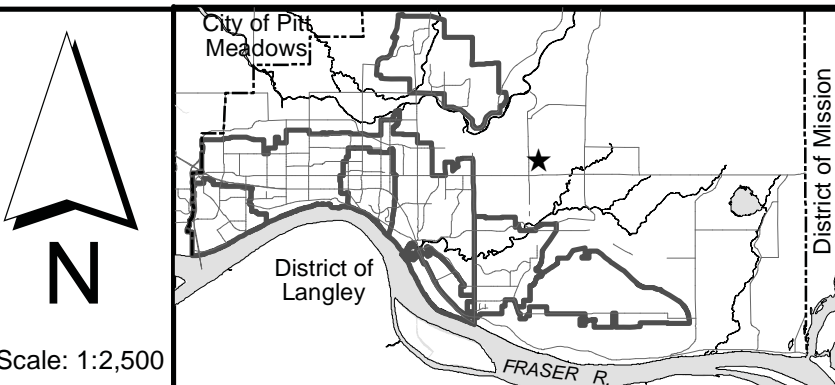 City of Pitt
Meadows
District of Mission
N
District of
Langley
Scale: 1:2,500
FRASER R.